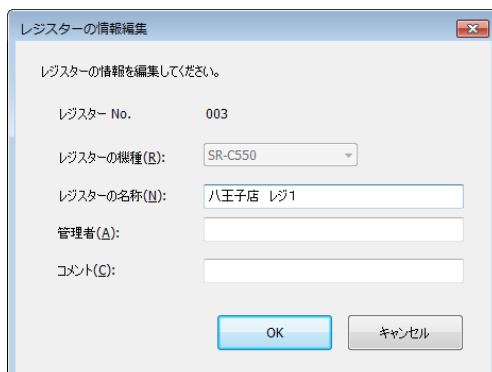 レジスターの情報編集
レジスターの情報を編集してください。
レジスター No. 003
レジスターの機種(R): SR-C550
レジスターの名称(N): 八王子店 レジ1
管理者(A):
コメント(C):
OK キャンセル